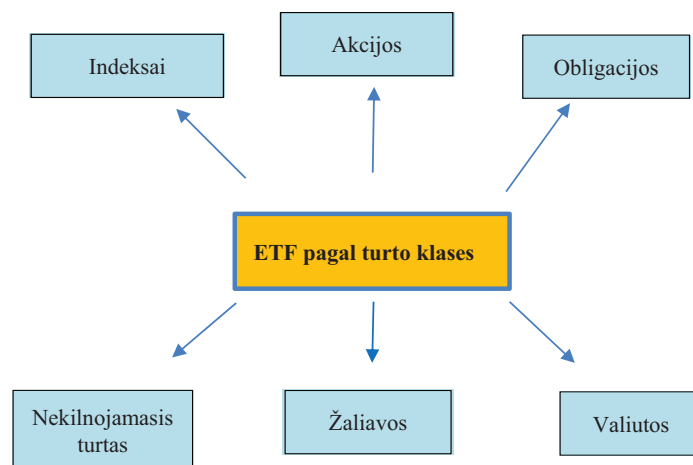 Indeksai
Akcijos
Obligacijos
ETF pagal turto klases
Nekilnojamasis
turtas
Žaliavos
Valiutos